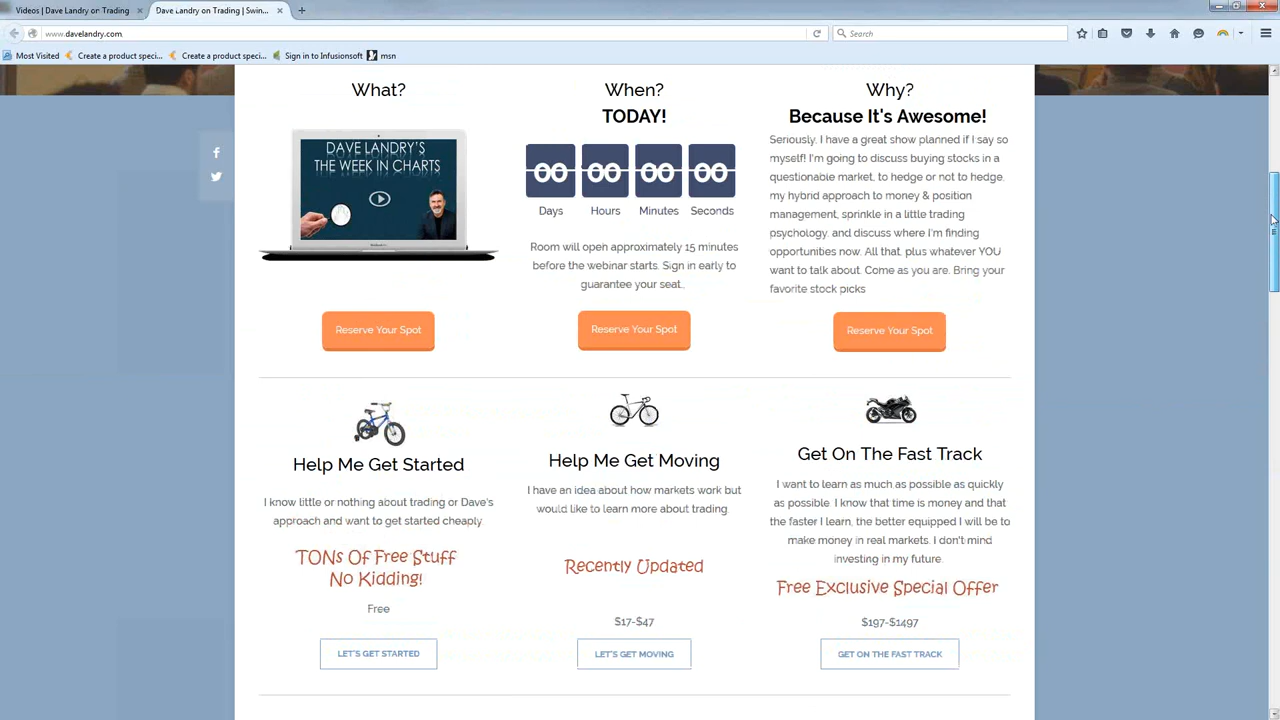 Videos | Dave Landry on Trading
Dave Landry on Trading | Swin...
www.davelandry.com
Search
Most Visited
Create a product speci...
Create a product speci...
Sign in to Infusionsoft
msn
What?
DAVE LANDRY'S
THE WEEK IN CHARTS
Reserve Your Spot
When?
TODAY!
00 00 00 00
Days Hours Minutes Seconds
Room will open approximately 15 minutes
before the webinar starts. Sign in early to
guarantee your seat..
Reserve Your Spot
Why?
Because It's Awesome!
Seriously. I have a great show planned if I say so
myself! I'm going to discuss buying stocks in a
questionable market, to hedge or not to hedge,
my hybrid approach to money & position
management, sprinkle in a little trading
psychology, and discuss where I'm finding
opportunities now. All that, plus whatever YOU
want to talk about. Come as you are. Bring your
favorite stock picks
Reserve Your Spot
Help Me Get Started
I know little or nothing about trading or Dave's
approach and want to get started cheaply.
TONs Of Free Stuff
No Kidding!
Free
LET'S GET STARTED
Help Me Get Moving
I have an idea about how markets work but
would like to learn more about trading.
Recently Updated
$17-$47
LET'S GET MOVING
Get On The Fast Track
I want to learn as much as possible as quickly
as possible. I know that time is money and that
the faster I learn, the better equipped I will be to
make money in real markets. I don't mind
investing in my future.
Free Exclusive Special Offer
$197-$1497
GET ON THE FAST TRACK